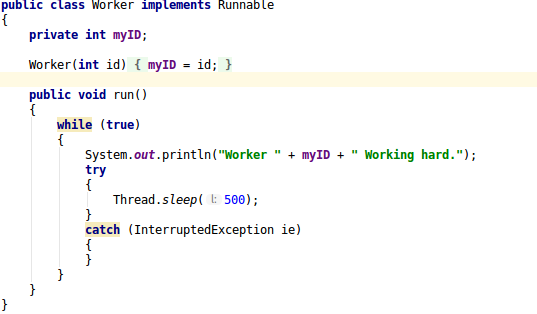 public class Worker implements Runnable
{
    private int myID;

    Worker(int id) { myID = id; }

    public void run()
    {
        while (true)
        {
            System.out.println("Worker " + myID + " Working hard.");
            try
            {
                Thread.sleep( l: 500);
            }
            catch (InterruptedException ie)
            {
            }
        }
    }
}